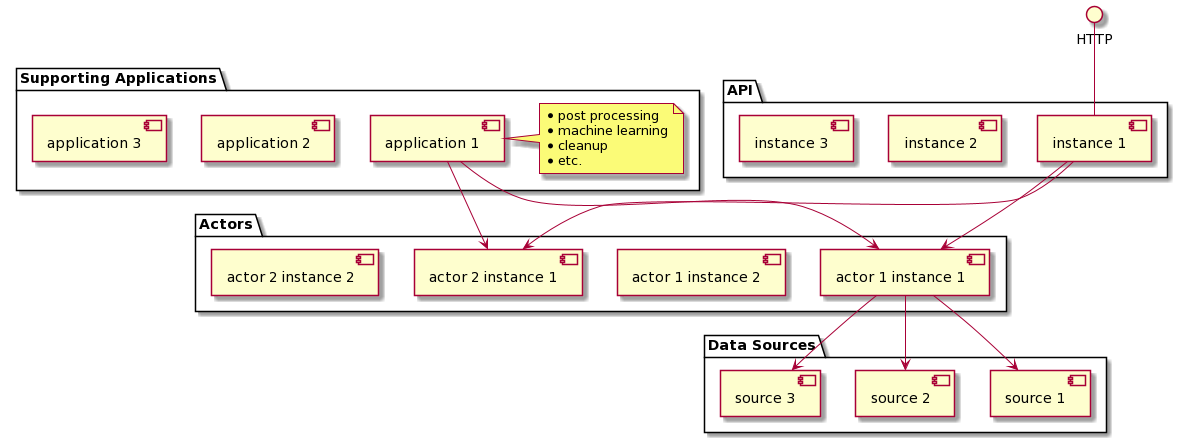 HTTP
Supporting Applications
application 3
application 2
application 1
• post processing
• machine learning
• cleanup
• etc.
API
instance 3
instance 2
instance 1
Actors
actor 2 instance 2
actor 2 instance 1
actor 1 instance 2
actor 1 instance 1
Data Sources
source 3
source 2
source 1